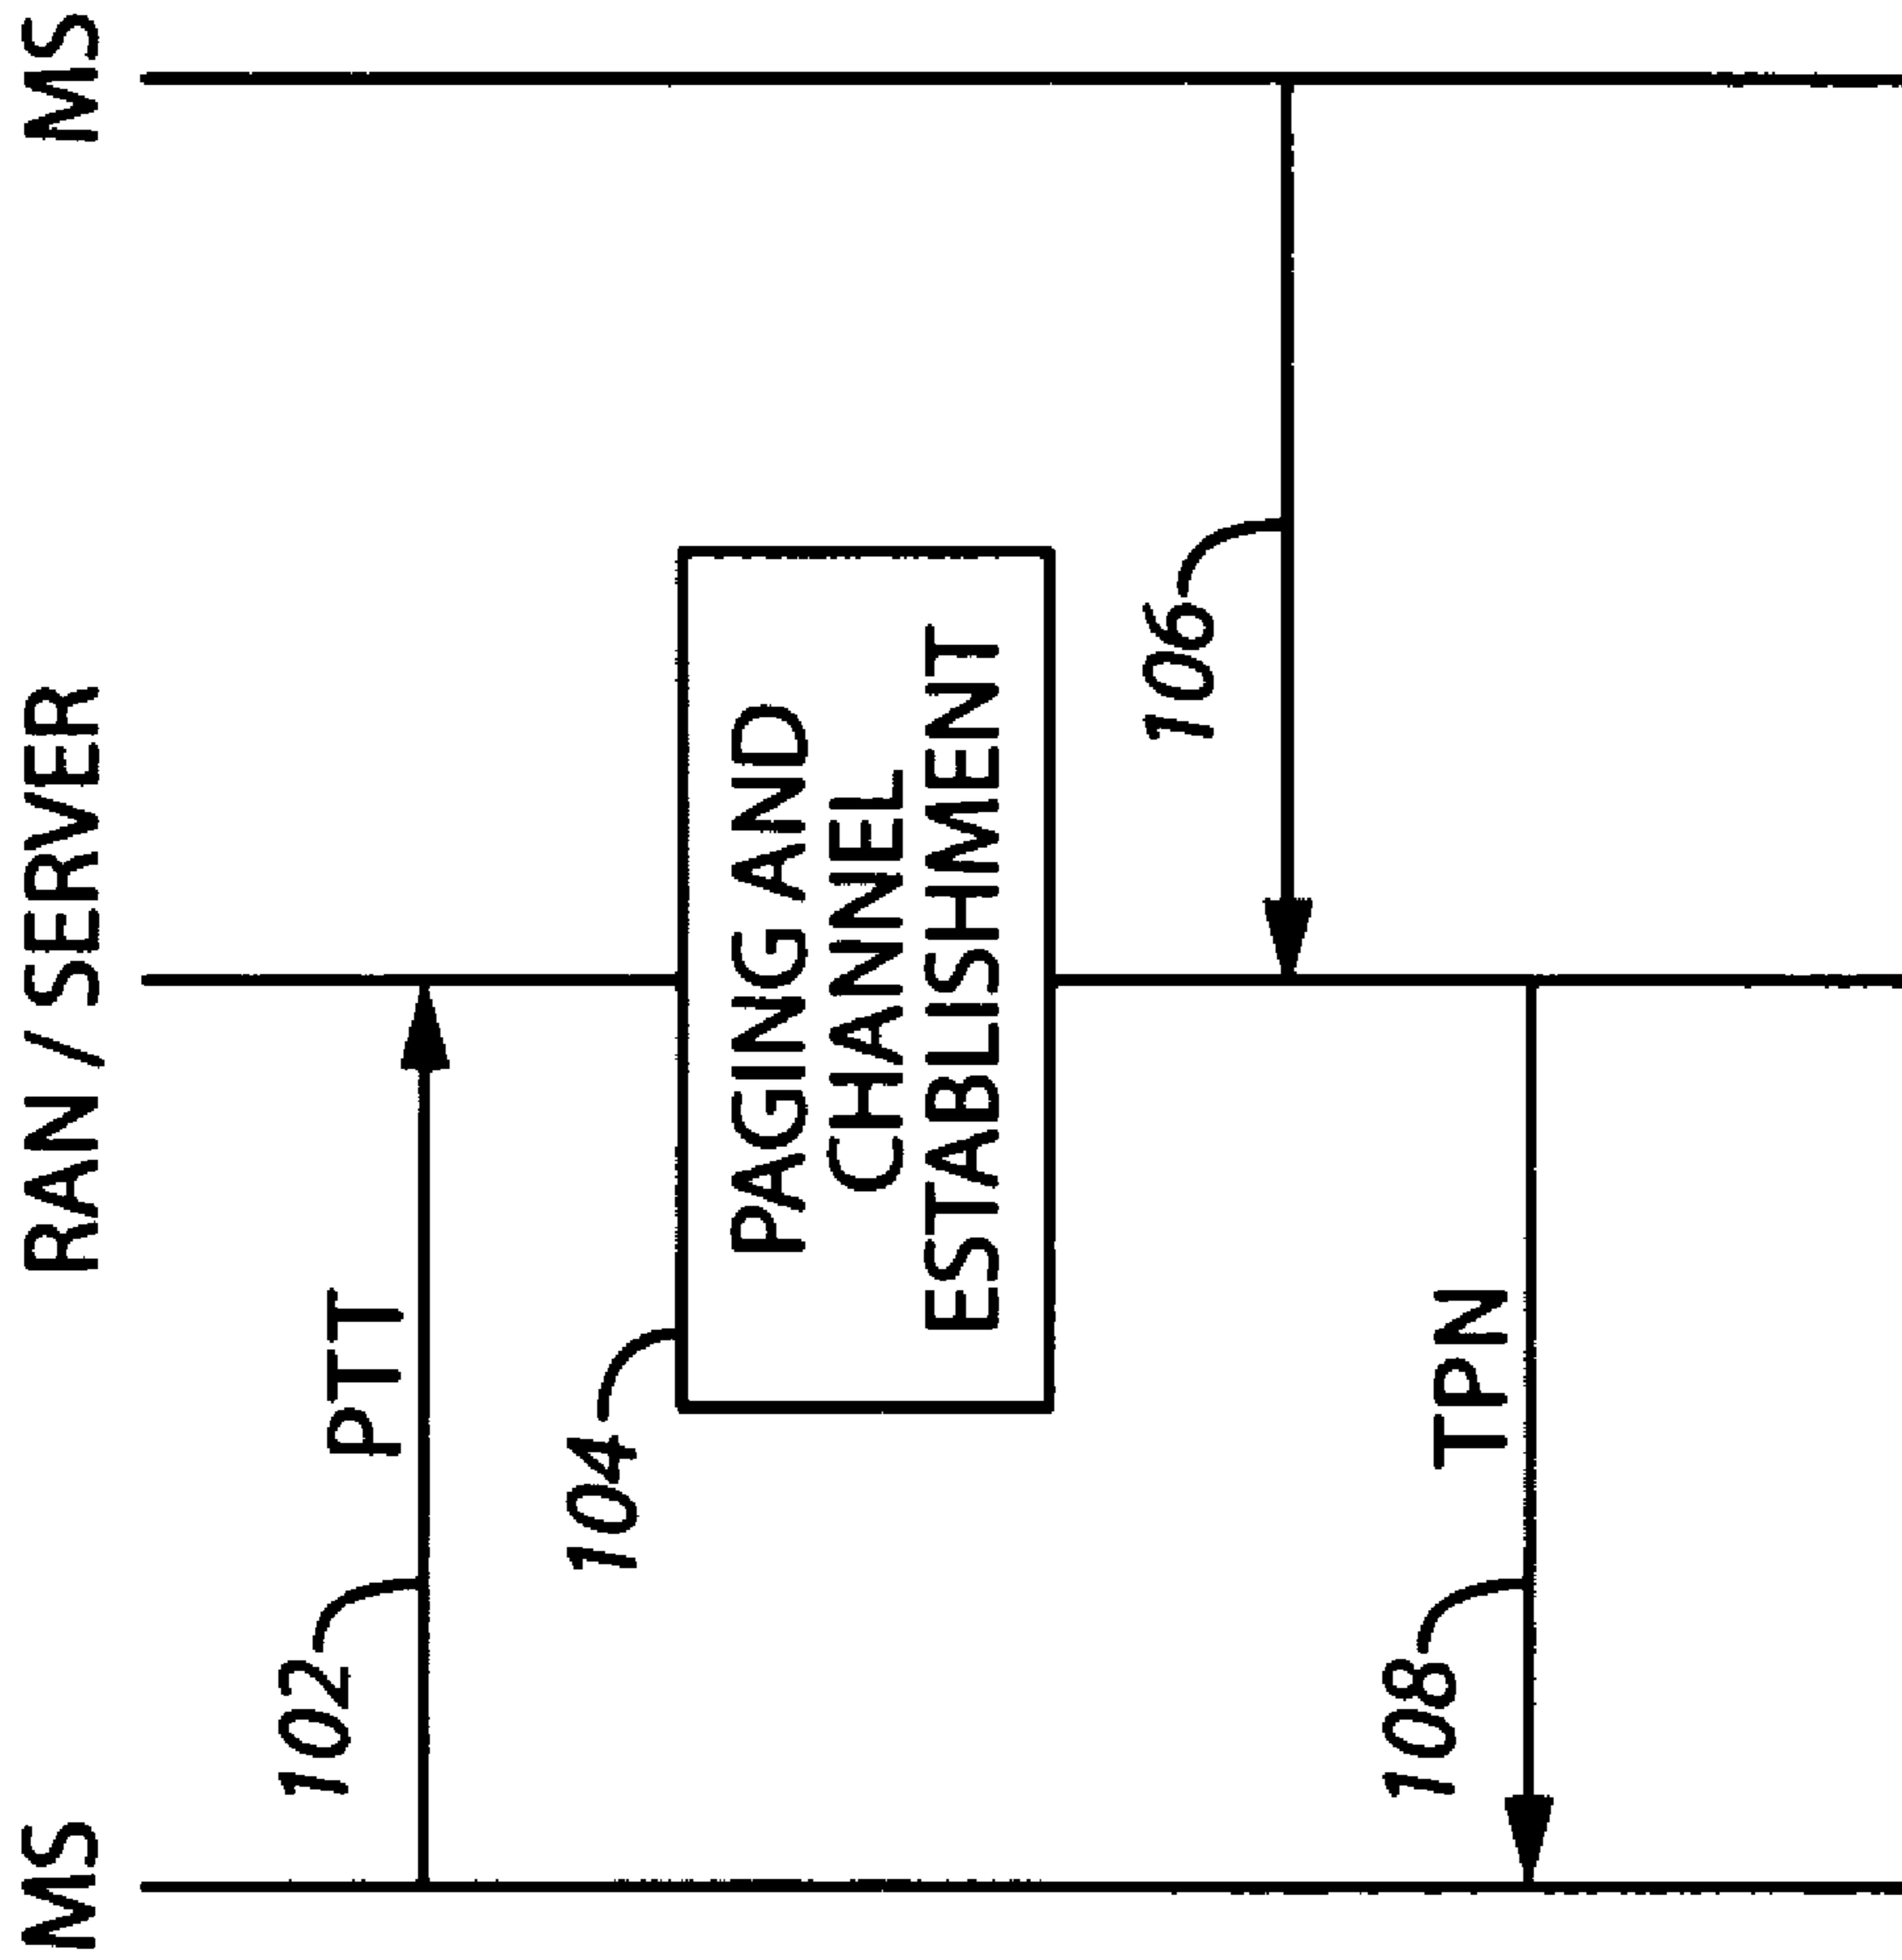 MS
RAN / SERVER
MS
PTT
102
104
PAGING AND
CHANNEL
ESTABLISHMENT
106
TPN
108